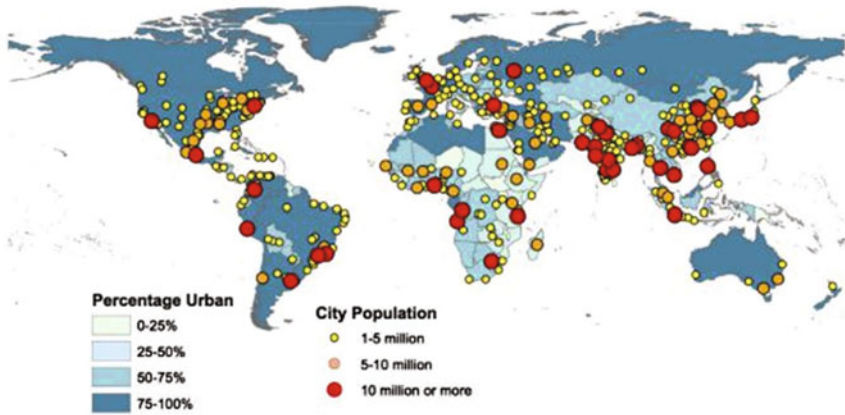 Percentage Urban
0-25%
25-50%
50-75%
75-100%
City Population
1-5 million
5-10 million
10 million or more